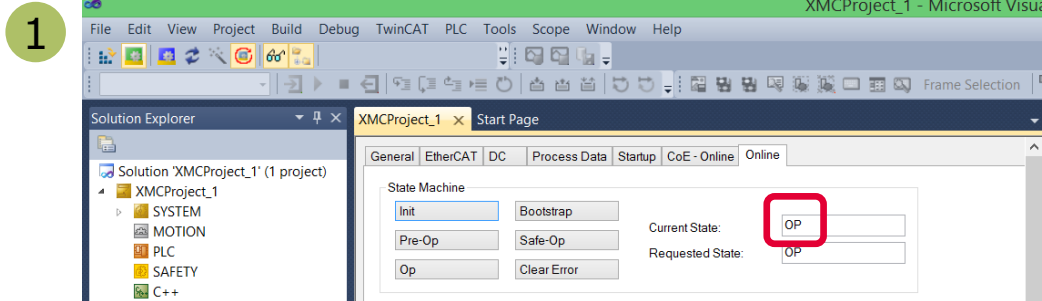 1
XMCProject_1 - Microsoft Visua
File Edit View Project Build Debug TwinCAT PLC Tools Scope Window Help
Frame Selection
Solution Explorer
XMCProject_1 Start Page
General EtherCAT DC Process Data Startup CoE - Online Online
Solution 'XMCProject_1' (1 project)
XMCProject_1
SYSTEM
MOTION
PLC
SAFETY
C++
State Machine
Init Bootstrap
Pre-Op Safe-Op
Op Clear Error
Current State: OP
Requested State: OP